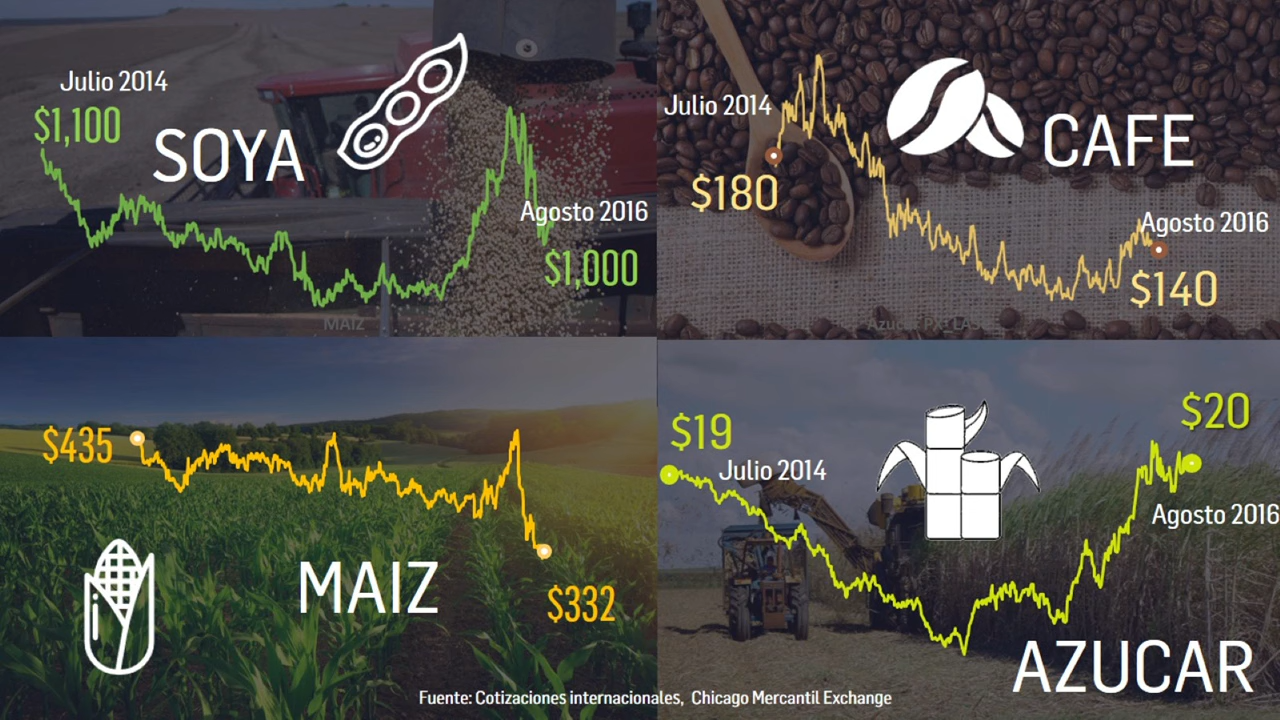 Julio 2014
$1,100
SOYA
Agosto 2016
$1,000
MAIZ
Julio 2014
$180
CAFE
Agosto 2016
$140
$435
MAIZ
$332
$19
Julio 2014
$20
Agosto 2016
AZUCAR
Fuente: Cotizaciones internacionales, Chicago Mercantil Exchange